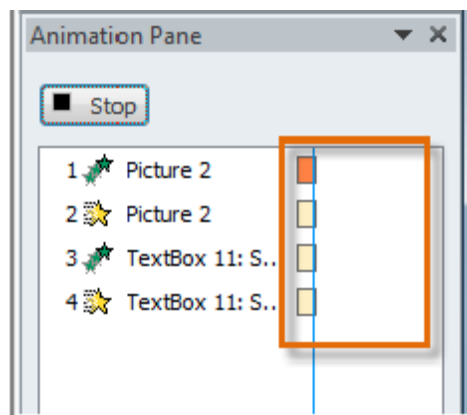 Animation Pane
Stop
1 Picture 2
2 Picture 2
3 TextBox 11: S..
4 TextBox 11: S..